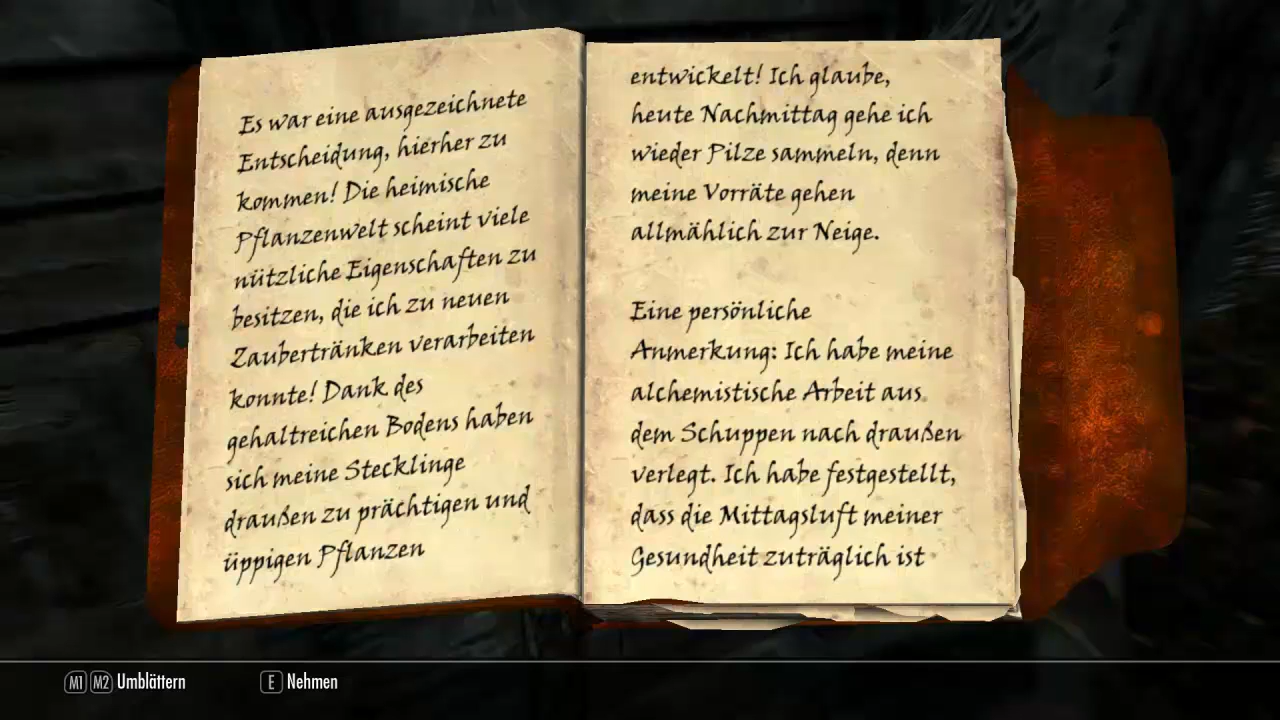 Es war eine ausgezeichnete
Entscheidung, hierher zu
kommen! Die heimische
Pflanzenwelt scheint viele
nützliche Eigenschaften zu
besitzen, die ich zu neuen
Zaubertränken verarbeiten
konnte! Dank des
gehaltreichen Bodens haben
sich meine Stecklinge
draußen zu prächtigen und
üppigen Pflanzen
entwickelt! Ich glaube,
heute Nachmittag gehe ich
wieder Pilze sammeln, denn
meine Vorräte gehen
allmählich zur Neige.
Eine persönliche
Anmerkung: Ich habe meine
alchemistische Arbeit aus
dem Schuppen nach draußen
verlegt. Ich habe festgestellt,
dass die Mittagsluft meiner
Gesundheit zuträglich ist
M1 M2 Umblättern E Nehmen